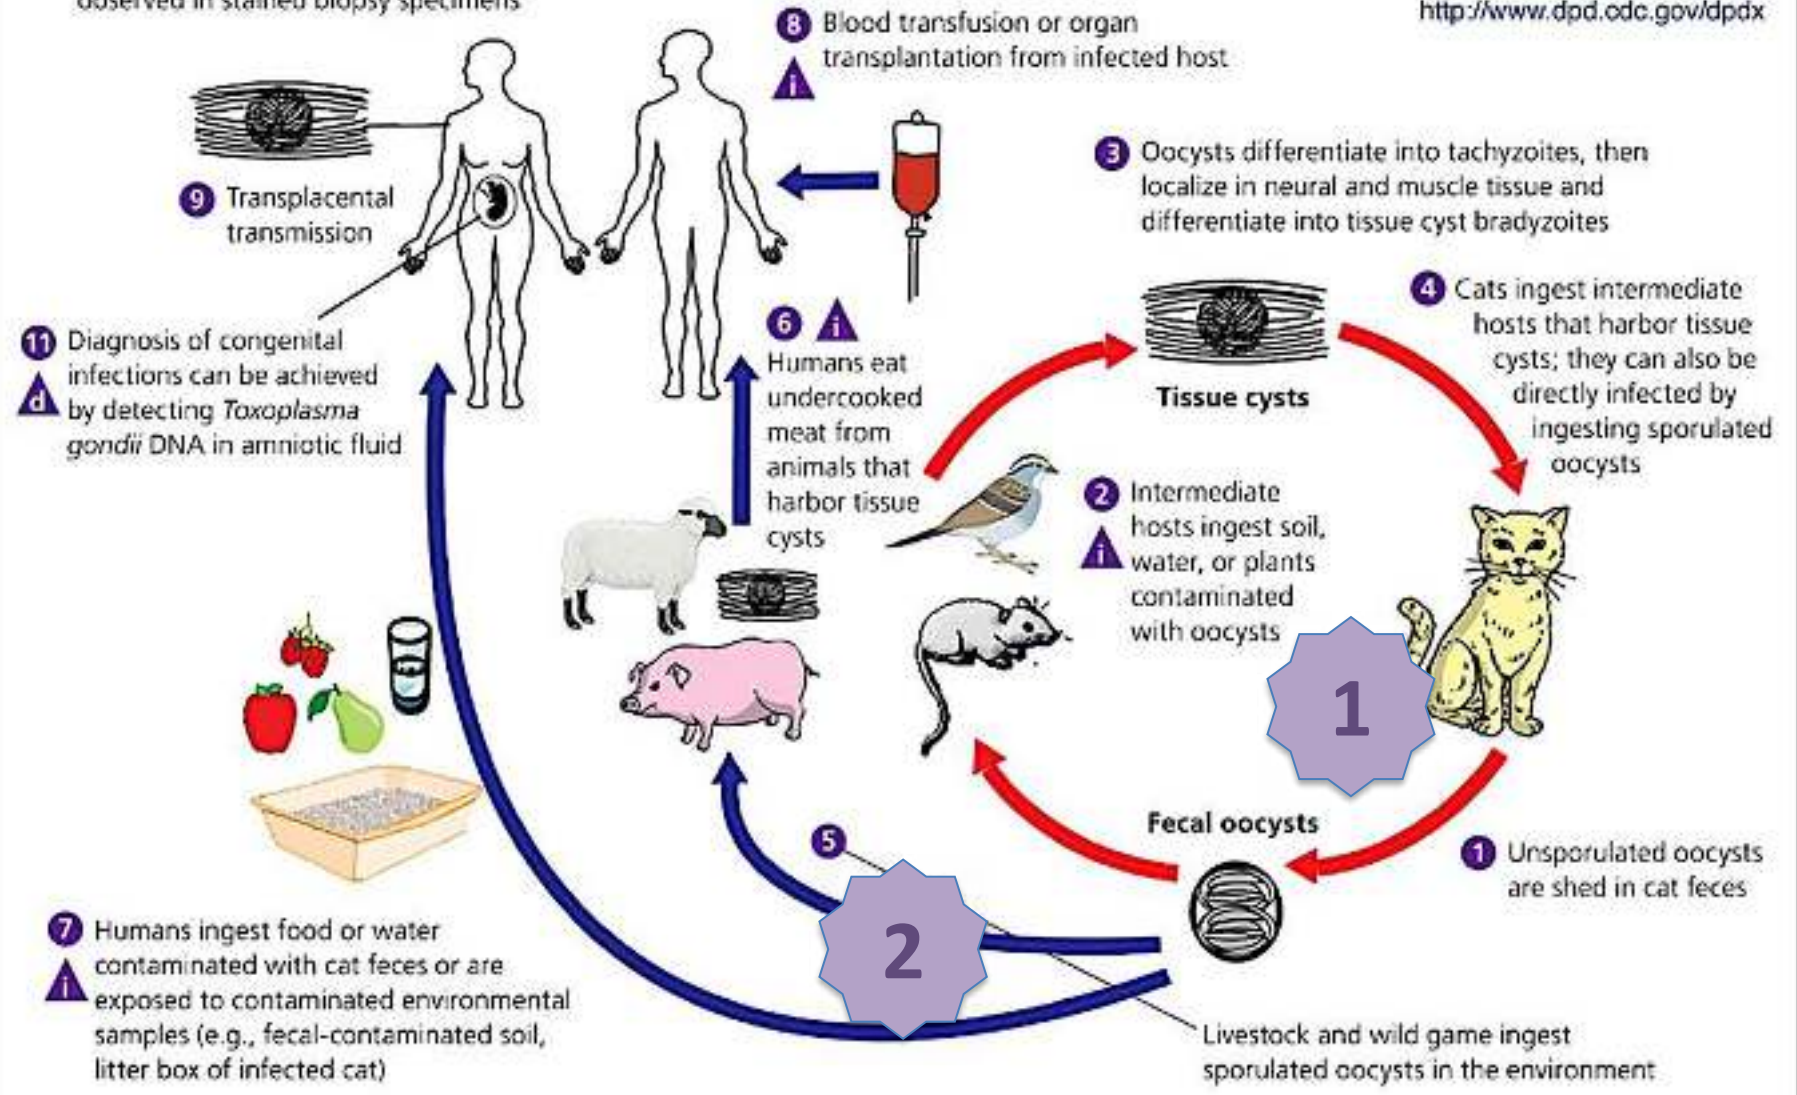 observed in stained biopsy specimens
http://www.dpd.cdc.gov/dpdx
8 Blood transfusion or organ
i transplantation from infected host
9 Transplacental
transmission
3 Oocysts differentiate into tachyzoites, then
localize in neural and muscle tissue and
differentiate into tissue cyst bradyzoites
4 Cats ingest intermediate
hosts that harbor tissue
cysts; they can also be
directly infected by
ingesting sporulated
oocysts
11 Diagnosis of congenital
infections can be achieved
d by detecting Toxoplasma
gondii DNA in amniotic fluid
6 i
Humans eat
undercooked
meat from
animals that
harbor tissue
cysts
Tissue cysts
2 Intermediate
hosts ingest soil,
i water, or plants
contaminated
with oocysts
1
Fecal oocysts
1 Unsporulated oocysts
are shed in cat feces
5
2
7 Humans ingest food or water
contaminated with cat feces or are
i exposed to contaminated environmental
samples (e.g., fecal-contaminated soil,
litter box of infected cat)
Livestock and wild game ingest
sporulated oocysts in the environment